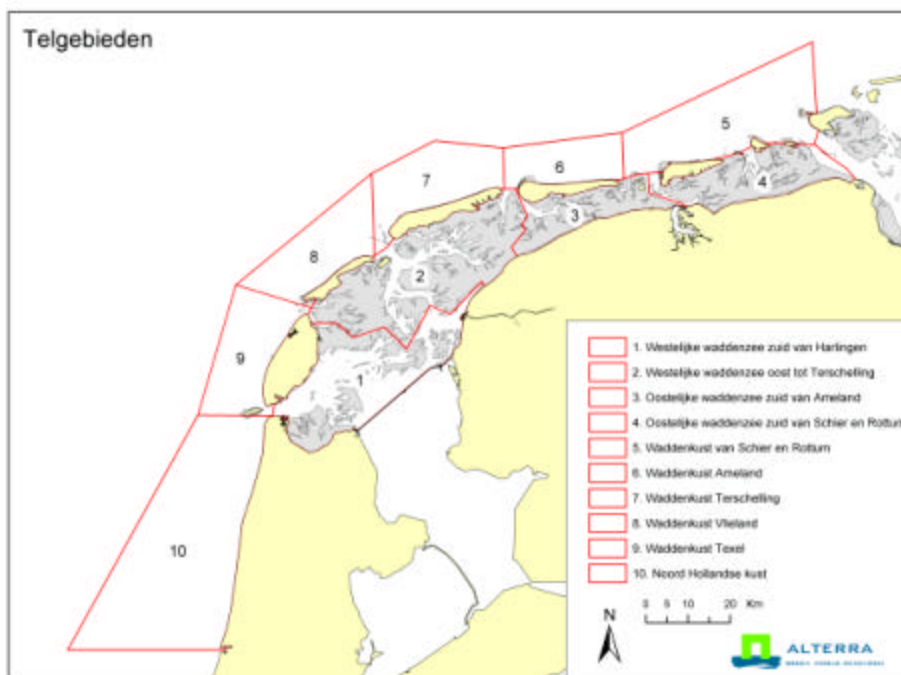 Telgebieden
5
6
7
4
3
8
2
9
1
10
1. Westelijke waddenzee zuid van Harlingen
2. Westelijke waddenzee oost tot Terschelling
3. Oostelijke waddenzee zuid van Ameland
4. Oostelijke waddenzee zuid van Schier en Rottum
5. Waddenkust van Schier en Rottum
6. Waddenkust Ameland
7. Waddenkust Terschelling
8. Waddenkust Vlieland
9. Waddenkust Texel
10. Noord Hollandse kust
N
0 5 10 20 Km
ALTERRA